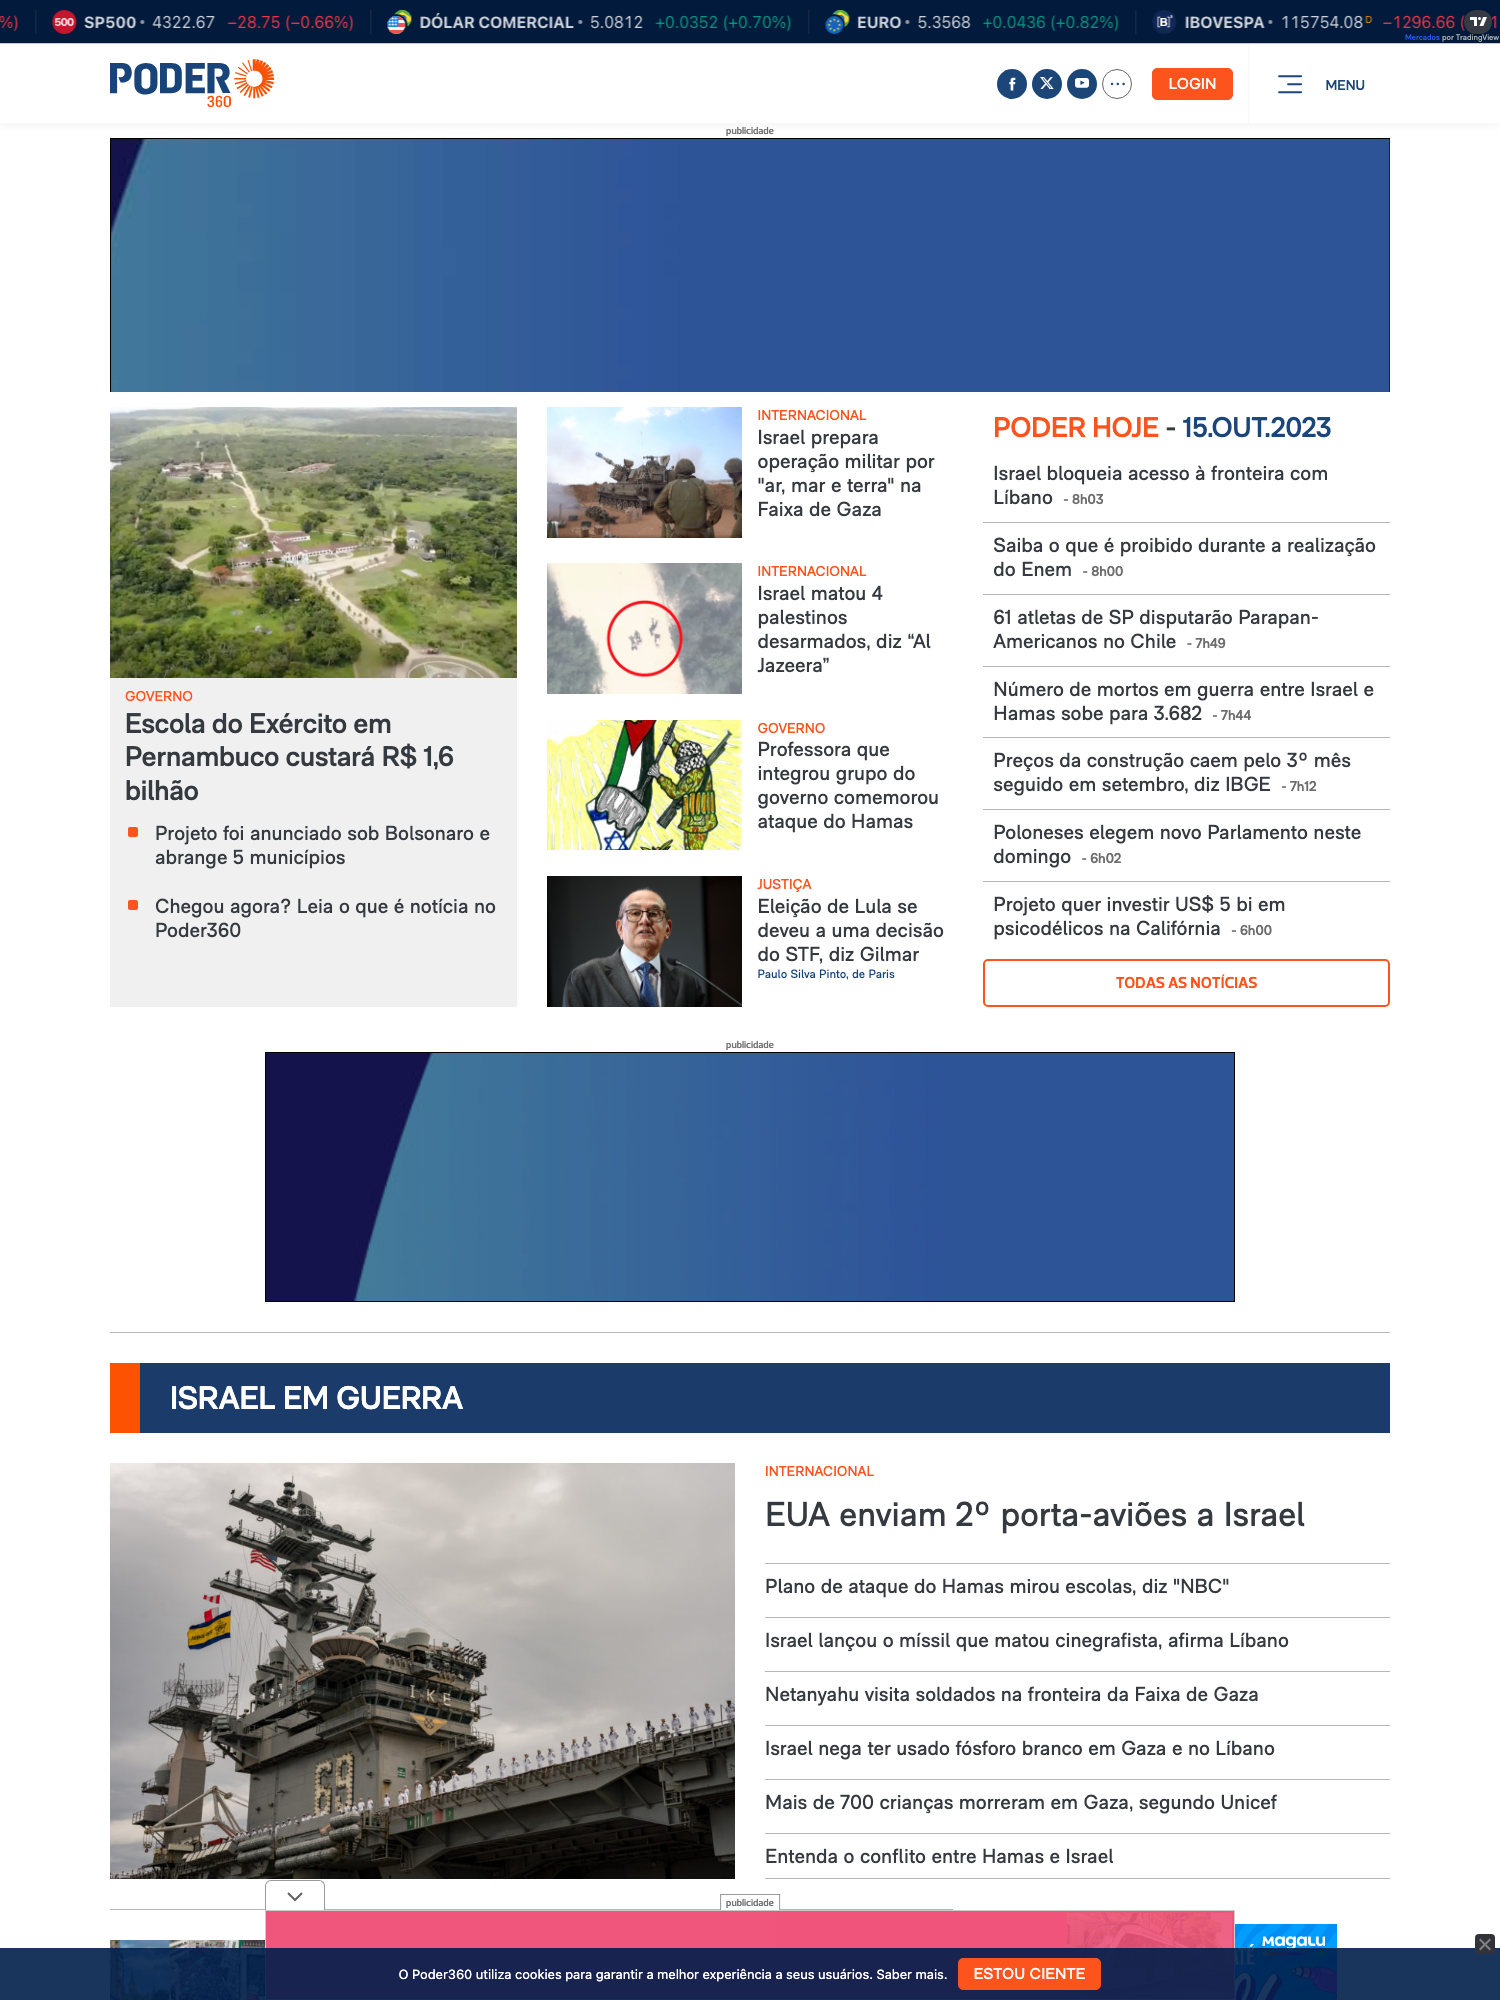 %)
500 SP500 • 4322.67 −28.75 (−0.66%)
DÓLAR COMERCIAL • 5.0812 +0.0352 (+0.70%)
EURO • 5.3568 +0.0436 (+0.82%)
IBOVESPA • 115754.08 D −1296.66
Mercados por TradingView
PODER
360
LOGIN
MENU
publicidade
GOVERNO
Escola do Exército em
Pernambuco custará R$ 1,6
bilhão
Projeto foi anunciado sob Bolsonaro e
abrange 5 municípios
Chegou agora? Leia o que é notícia no
Poder360
INTERNACIONAL
Israel prepara
operação militar por
"ar, mar e terra" na
Faixa de Gaza
INTERNACIONAL
Israel matou 4
palestinos
desarmados, diz “Al
Jazeera”
GOVERNO
Professora que
integrou grupo do
governo comemorou
ataque do Hamas
JUSTIÇA
Eleição de Lula se
deveu a uma decisão
do STF, diz Gilmar
Paulo Silva Pinto, de Paris
PODER HOJE - 15.OUT.2023
Israel bloqueia acesso à fronteira com
Líbano - 8h03
Saiba o que é proibido durante a realização
do Enem - 8h00
61 atletas de SP disputarão Parapan-
Americanos no Chile - 7h49
Número de mortos em guerra entre Israel e
Hamas sobe para 3.682 - 7h44
Preços da construção caem pelo 3º mês
seguido em setembro, diz IBGE - 7h12
Poloneses elegem novo Parlamento neste
domingo - 6h02
Projeto quer investir US$ 5 bi em
psicodélicos na Califórnia - 6h00
TODAS AS NOTÍCIAS
publicidade
ISRAEL EM GUERRA
IKE
69
INTERNACIONAL
EUA enviam 2º porta-aviões a Israel
Plano de ataque do Hamas mirou escolas, diz "NBC"
Israel lançou o míssil que matou cinegrafista, afirma Líbano
Netanyahu visita soldados na fronteira da Faixa de Gaza
Israel nega ter usado fósforo branco em Gaza e no Líbano
Mais de 700 crianças morreram em Gaza, segundo Unicef
Entenda o conflito entre Hamas e Israel
publicidade
Magalu
O Poder360 utiliza cookies para garantir a melhor experiência a seus usuários. Saber mais.
ESTOU CIENTE